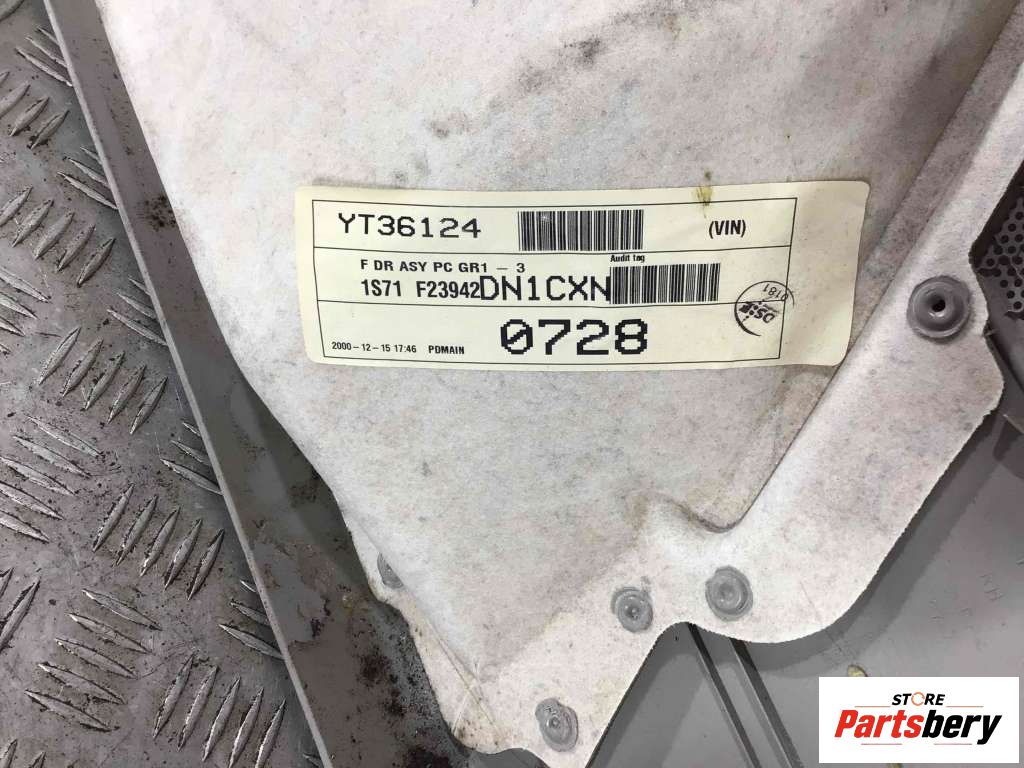 YT36124 (VIN)
Audit tag
F DR ASY PC GR1 - 3
1S71 F23942DN1CXN
2000-12-15 17:46 PDMAIN 0728
STORE
Partsbery